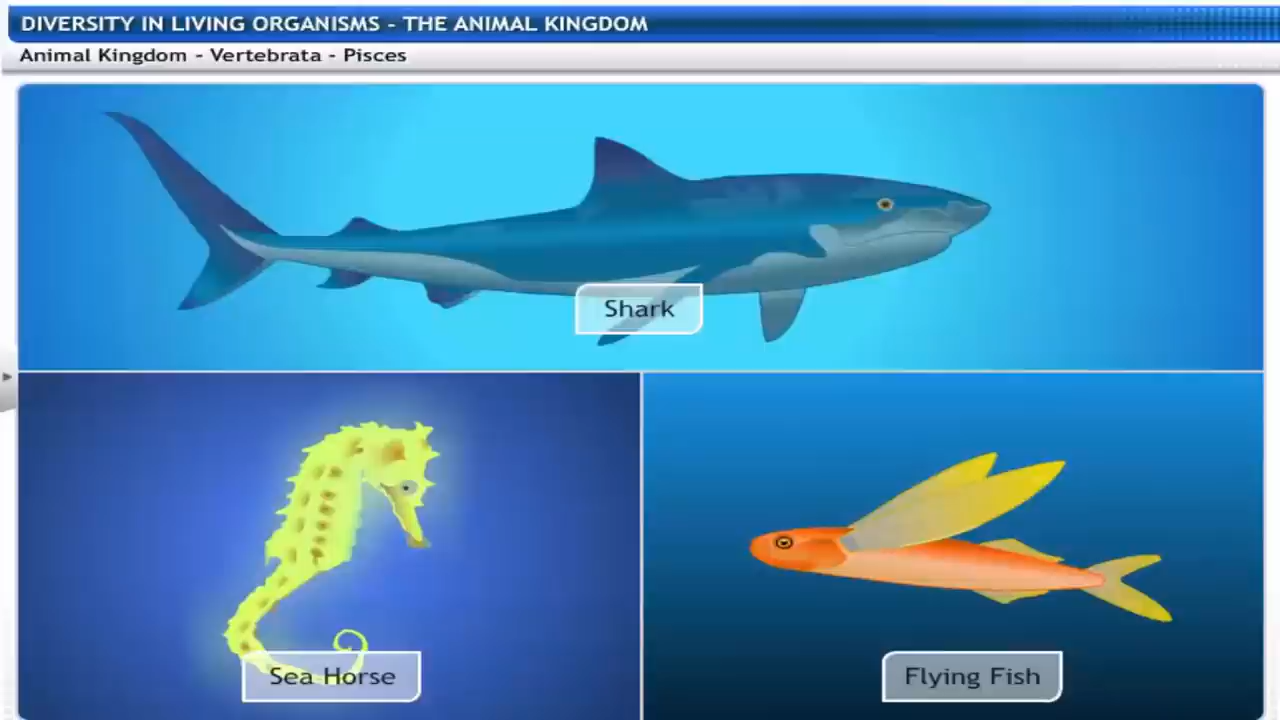 DIVERSITY IN LIVING ORGANISMS - THE ANIMAL KINGDOM
Animal Kingdom - Vertebrata - Pisces
Shark
Sea Horse
Flying Fish